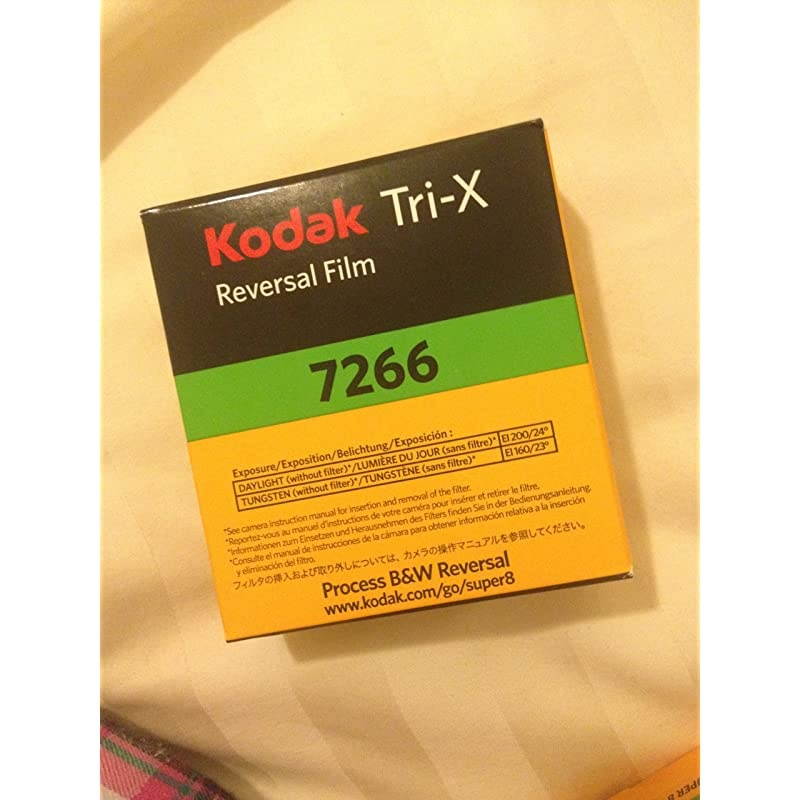 Kodak Tri-X
Reversal Film
7266
Exposure/Exposition/Belichtung/Exposición :
DAYLIGHT (without filter)*/LUMIÈRE DU JOUR (sans filtre)* EI 200/24º
TUNGSTEN (without filter)*/TUNGSTÈNE (sans filtre)* EI 160/23º
*See camera instruction manual for insertion and removal of the filter.
*Reportez-vous au manuel d'instructions de votre caméra pour insérer et retirer le filtre.
*Informationen zum Einsetzen und Herausnehmen des Filters finden Sie in der Bedienungsanleitung.
*Consulte el manual de instrucciones de la cámara para obtener información relativa a la inserción
y eliminación del filtro.
フィルタの挿入および取り外しについては、カメラの操作マニュアルを参照してください。
Process B&W Reversal
www.kodak.com/go/super8
SUPER 8